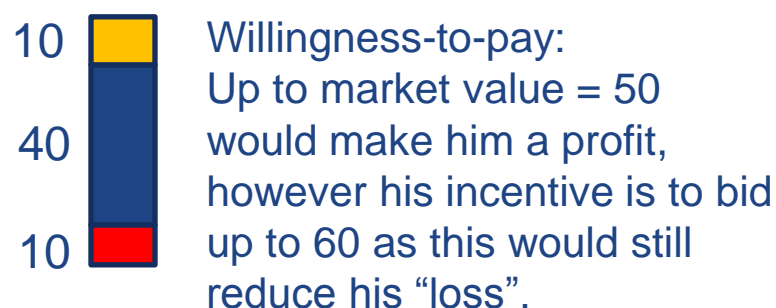 10
40
10
Willingness-to-pay:
Up to market value = 50
would make him a profit,
however his incentive is to bid
up to 60 as this would still
reduce his “loss”.